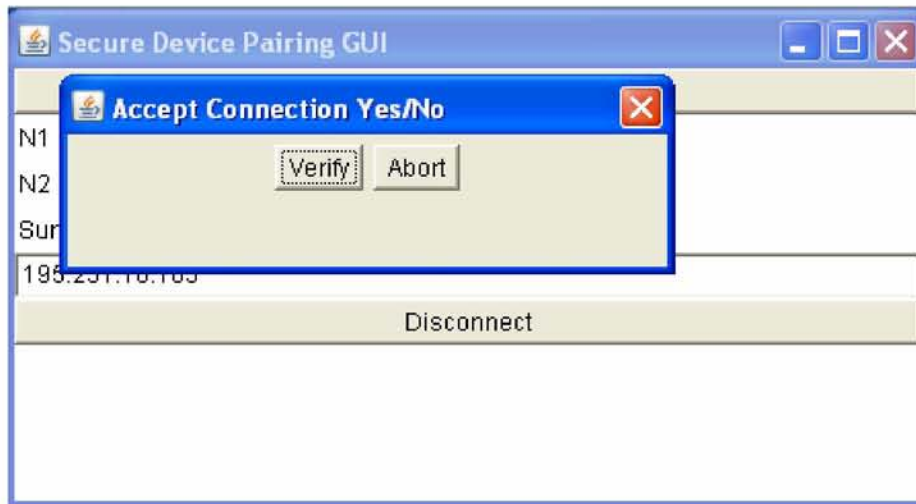 Secure Device Pairing GUI
Accept Connection Yes/No
N1
Verify Abort
N2
Disconnect